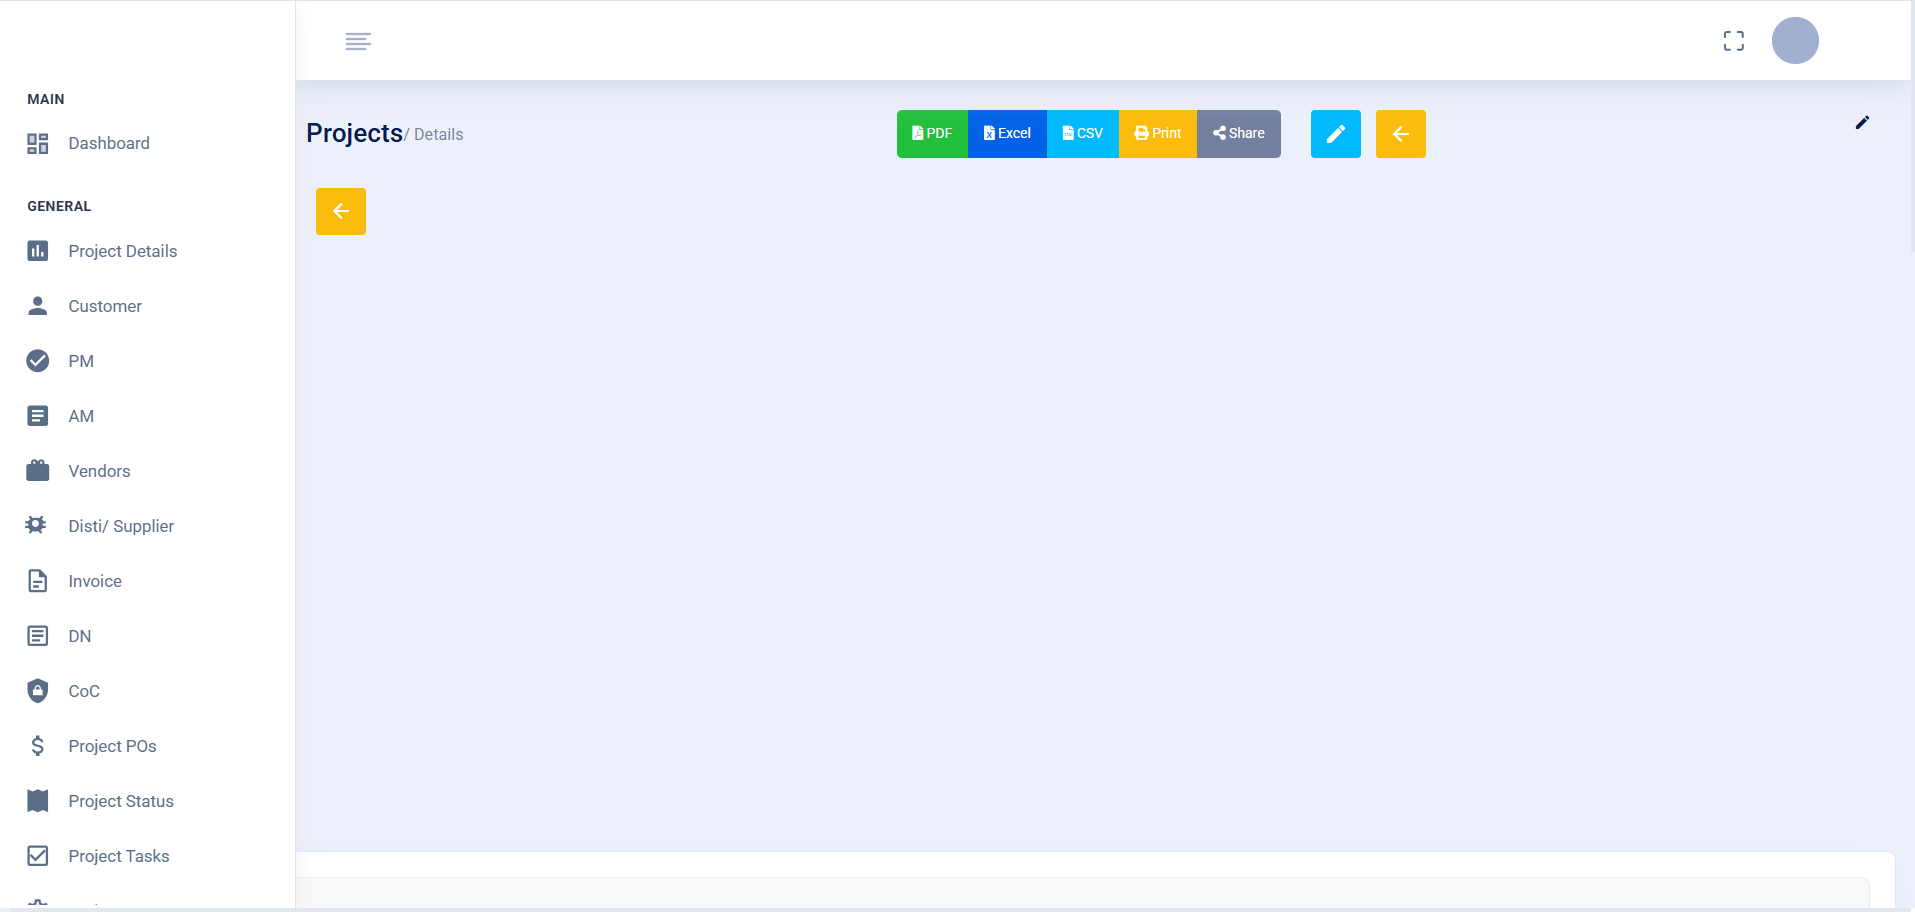 MAIN
Dashboard
GENERAL
Project Details
Customer
PM
AM
Vendors
Disti/ Supplier
Invoice
DN
CoC
Project POs
Project Status
Project Tasks
Projects/ Details
PDF Excel CSV Print Share